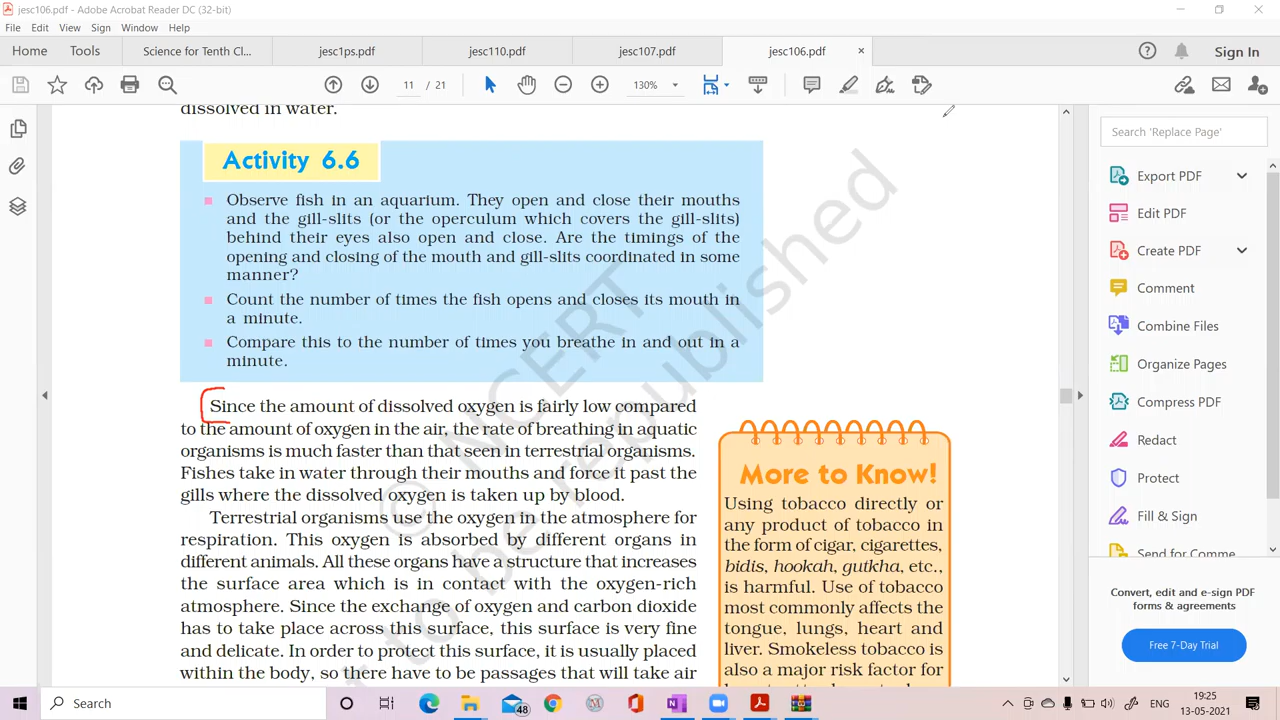 jesc106.pdf - Adobe Acrobat Reader DC (32-bit)
File Edit View Sign Window Help
Home Tools Science for Tenth Cl... jesc1ps.pdf jesc110.pdf jesc107.pdf jesc106.pdf × Sign In
11 / 21 130%
dissolved in water.
Search 'Replace Page'
Activity 6.6
Observe fish in an aquarium. They open and close their mouths
and the gill-slits (or the operculum which covers the gill-slits)
behind their eyes also open and close. Are the timings of the
opening and closing of the mouth and gill-slits coordinated in some
manner?
Count the number of times the fish opens and closes its mouth in
a minute.
Compare this to the number of times you breathe in and out in a
minute.
Since the amount of dissolved oxygen is fairly low compared
to the amount of oxygen in the air, the rate of breathing in aquatic
organisms is much faster than that seen in terrestrial organisms.
Fishes take in water through their mouths and force it past the
gills where the dissolved oxygen is taken up by blood.
Terrestrial organisms use the oxygen in the atmosphere for
respiration. This oxygen is absorbed by different organs in
different animals. All these organs have a structure that increases
the surface area which is in contact with the oxygen-rich
atmosphere. Since the exchange of oxygen and carbon dioxide
has to take place across this surface, this surface is very fine
and delicate. In order to protect this surface, it is usually placed
within the body, so there have to be passages that will take air
More to Know!
Using tobacco directly or
any product of tobacco in
the form of cigar, cigarettes,
bidis, hookah, gutkha, etc.,
is harmful. Use of tobacco
most commonly affects the
tongue, lungs, heart and
liver. Smokeless tobacco is
also a major risk factor for
© NCERT
to be republished
Export PDF
Edit PDF
Create PDF
Comment
Combine Files
Organize Pages
Compress PDF
Redact
Protect
Fill & Sign
Send for Comme
Convert, edit and e-sign PDF
forms & agreements
Free 7-Day Trial
Search
48
ENG
19:25
13-05-2021